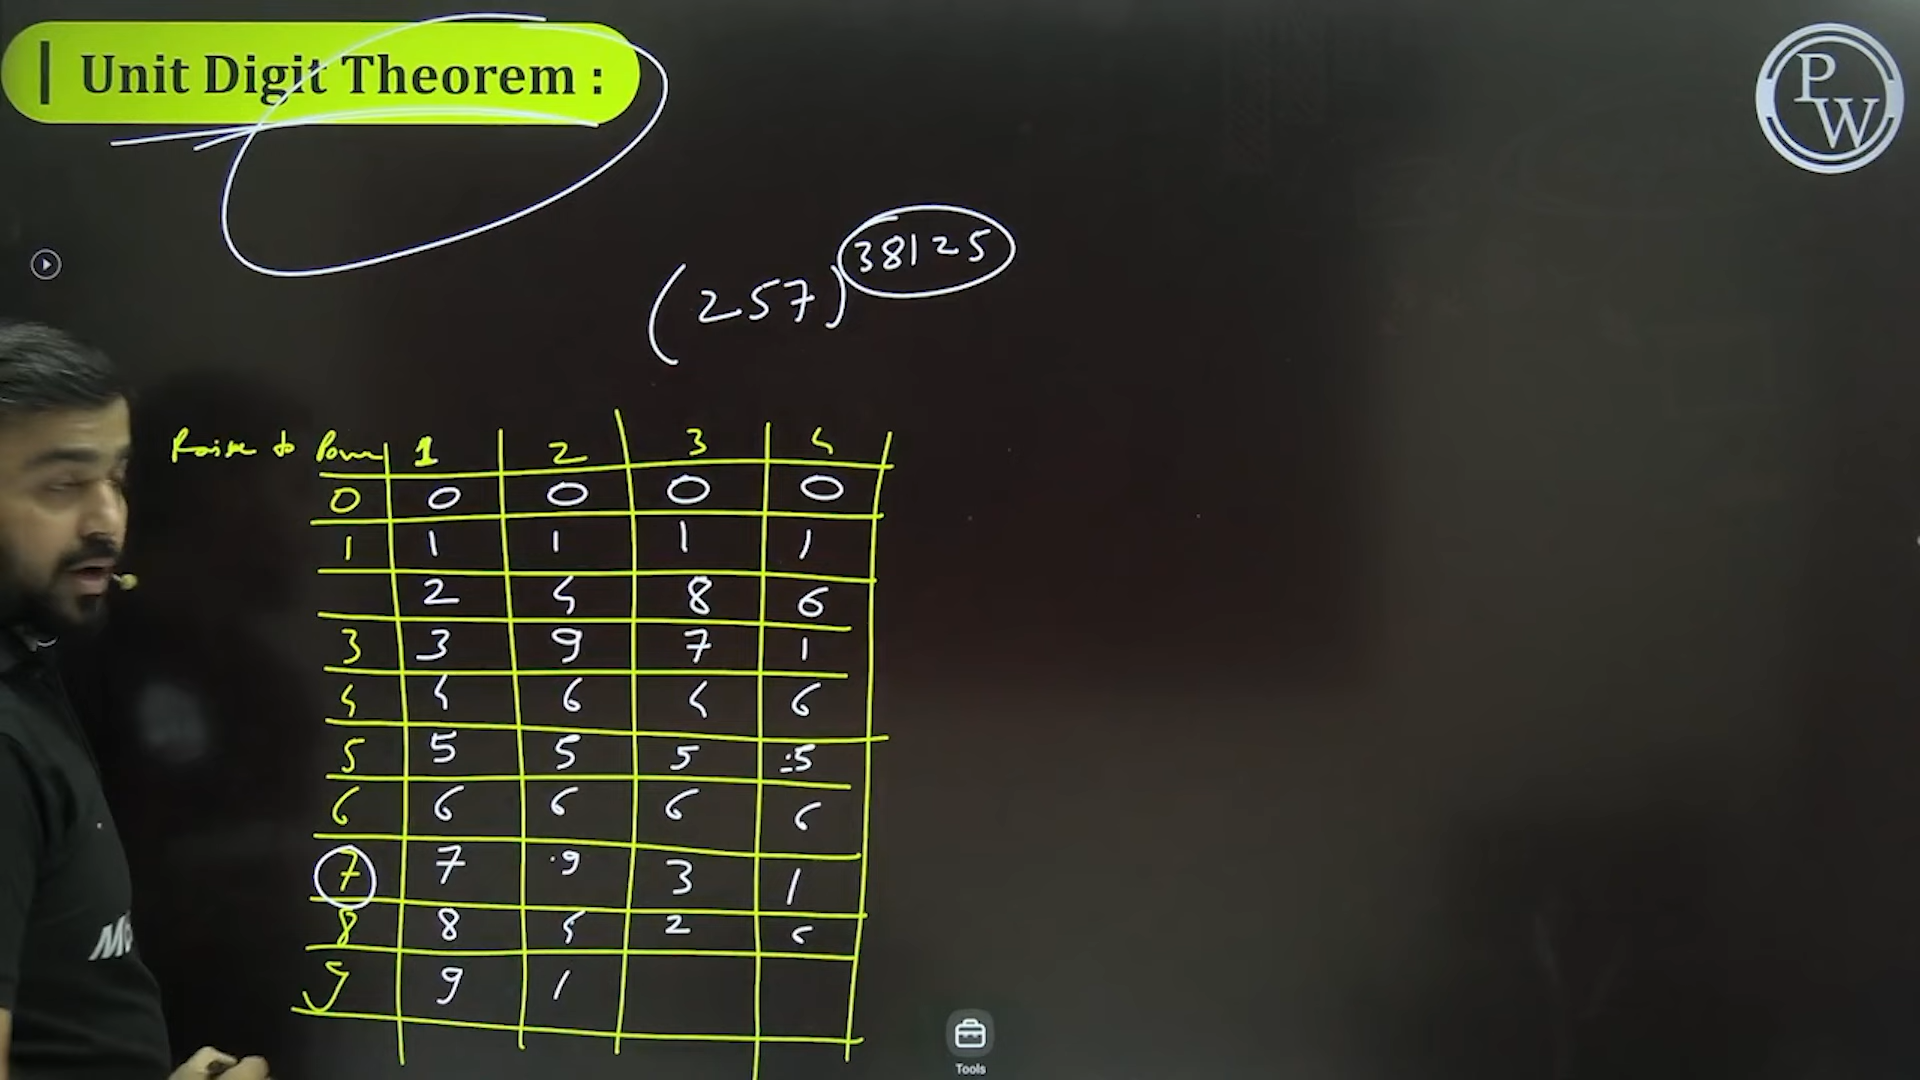 Unit Digit Theorem :
P
W
(257)^38125
Raise to Power 1 2 3 4
0 0 0 0 0
1 1 1 1 1
2 4 8 6
3 3 9 7 1
4 4 6 4 6
5 5 5 5 5
6 6 6 6 6
7 7 9 3 1
8 8 4 2 6
9 9 1
M
Tools